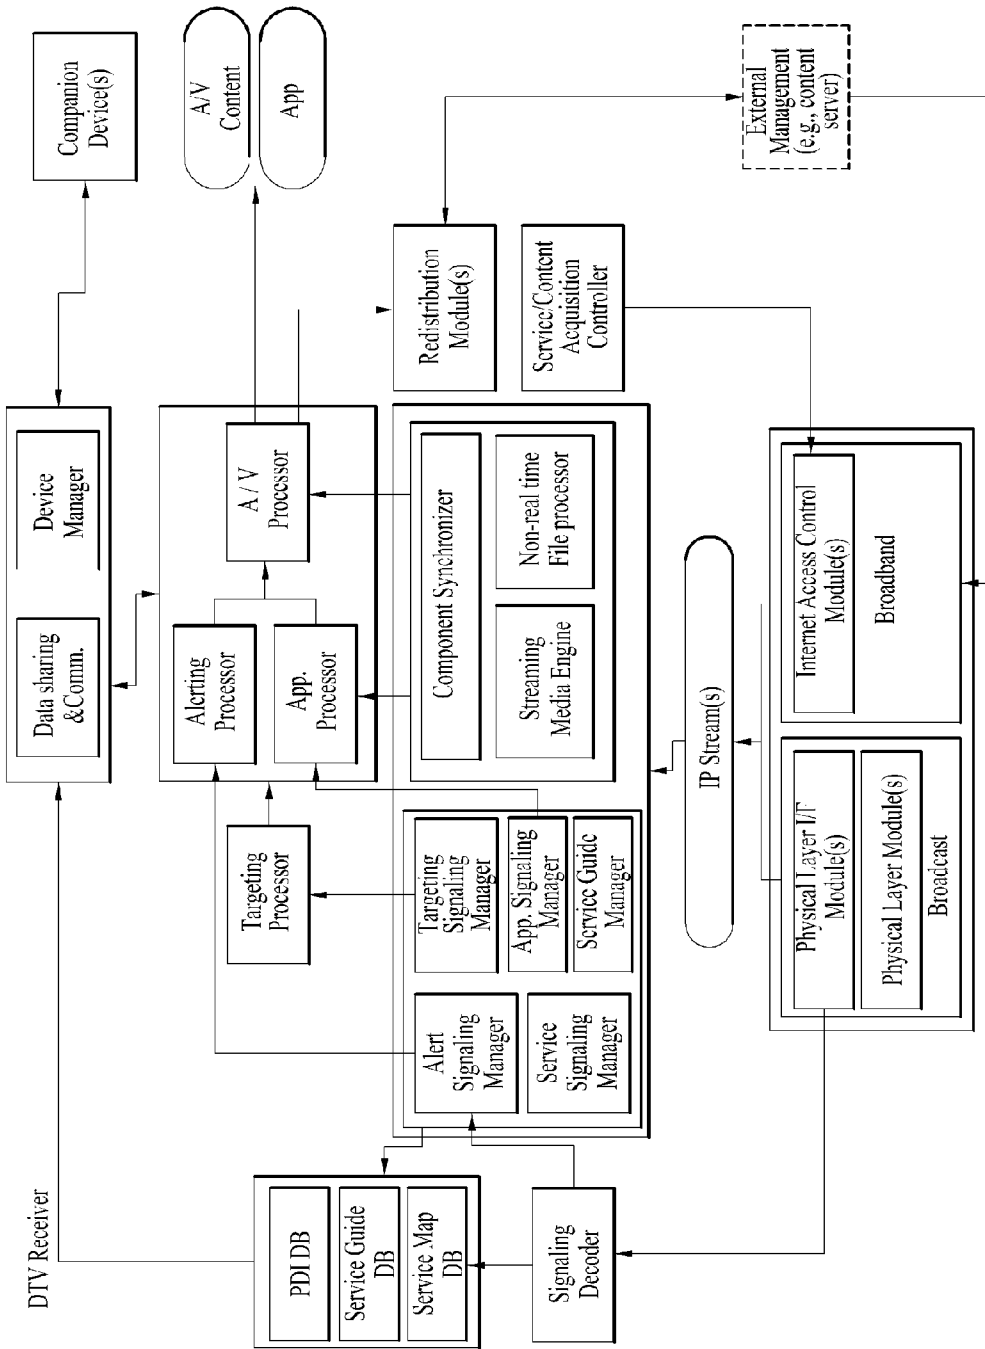 DTV Receiver
Data sharing
&Comm.
Device
Manager
Companion
Device(s)
Targeting
Processor
Alerting
Processor
App.
Processor
A / V
Processor
A/V
Content
App
PDI DB
Service Guide
DB
Service Map
DB
Alert
Signaling
Manager
Service
Signaling
Manager
Targeting
Signaling
Manager
App. Signaling
Manager
Service Guide
Manager
Component Synchronizer
Streaming
Media Engine
Non-real time
File processor
Redistribution
Module(s)
Service/Content
Acquisition
Controller
Signaling
Decoder
IP Stream(s)
External
Management
(e.g., content
server)
Physical Layer I/F
Module(s)
Physical Layer Module(s)
Broadcast
Internet Access Control
Module(s)
Broadband